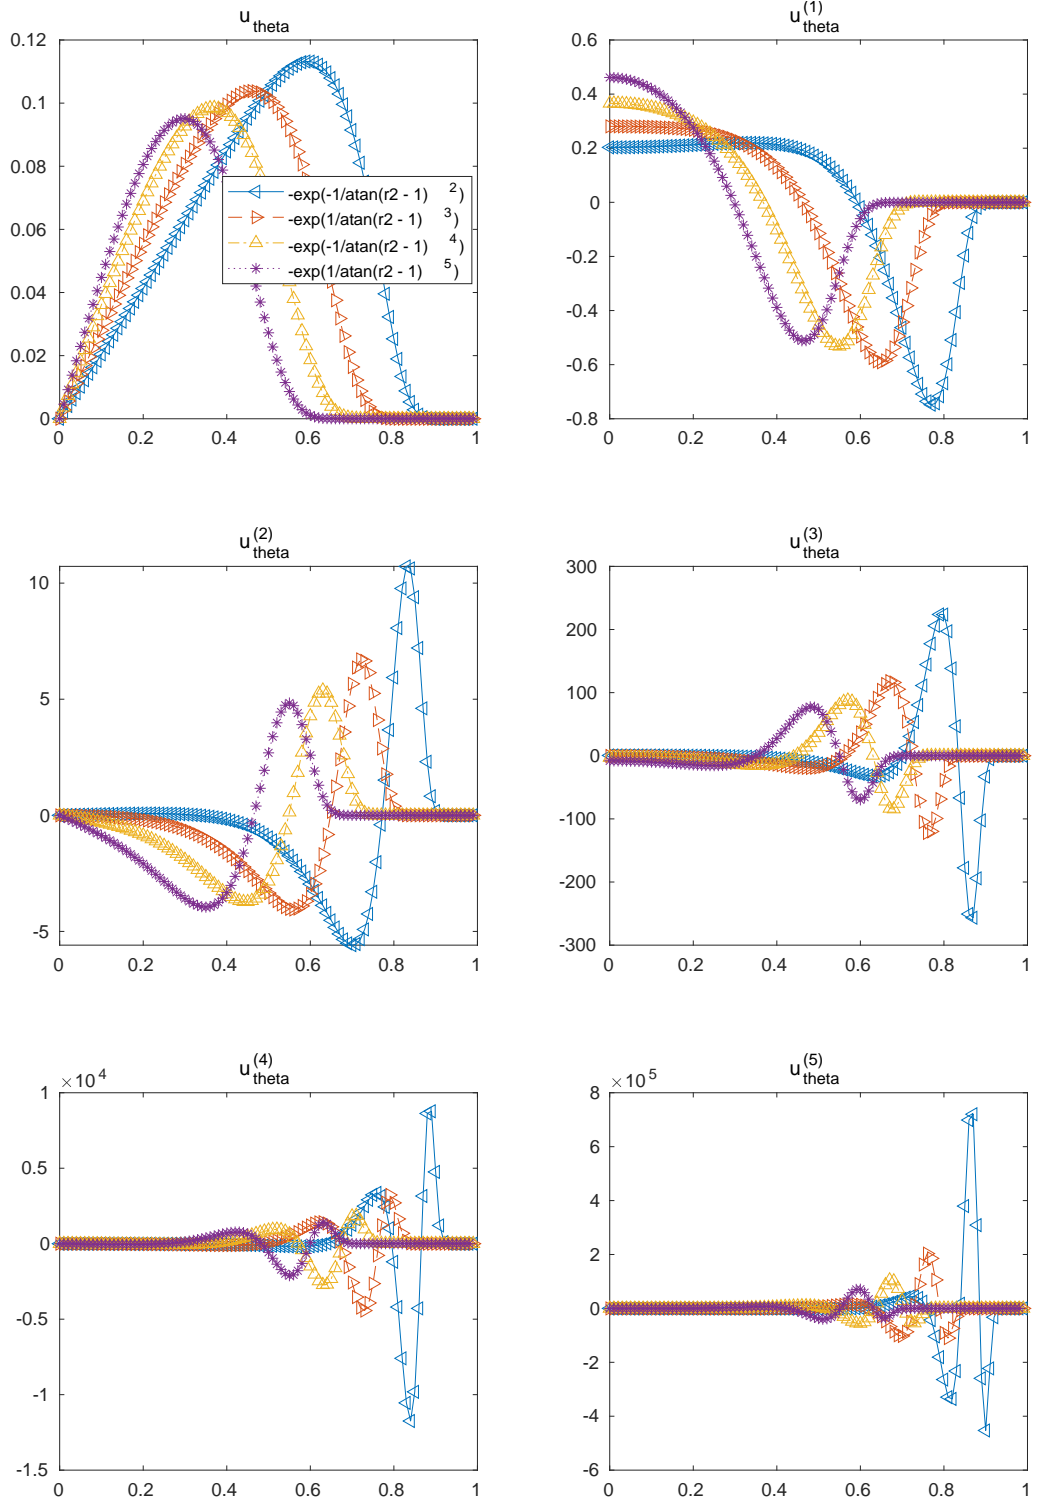 u_theta
0.12
0.1
0.08
0.06
0.04
0.02
0
0 0.2 0.4 0.6 0.8 1
-exp(-1/atan(r2 - 1)^2)
-exp(1/atan(r2 - 1)^3)
-exp(-1/atan(r2 - 1)^4)
-exp(1/atan(r2 - 1)^5)
u_theta^(1)
0.6
0.4
0.2
0
-0.2
-0.4
-0.6
-0.8
0 0.2 0.4 0.6 0.8 1
u_theta^(2)
10
5
0
-5
0 0.2 0.4 0.6 0.8 1
u_theta^(3)
300
200
100
0
-100
-200
-300
0 0.2 0.4 0.6 0.8 1
u_theta^(4)
×10^4
1
0.5
0
-0.5
-1
-1.5
0 0.2 0.4 0.6 0.8 1
u_theta^(5)
×10^5
8
6
4
2
0
-2
-4
-6
0 0.2 0.4 0.6 0.8 1